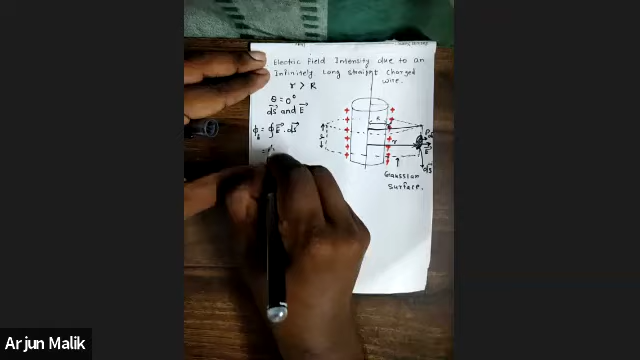 Electric Field Intensity due to an
Infinitely Long Straight Charged
wire.
r > R
θ = 0°
ds and E
ϕ = ∮ E . ds
=
R
r
l
E
ds
Gaussian
Surface.
Arjun Malik